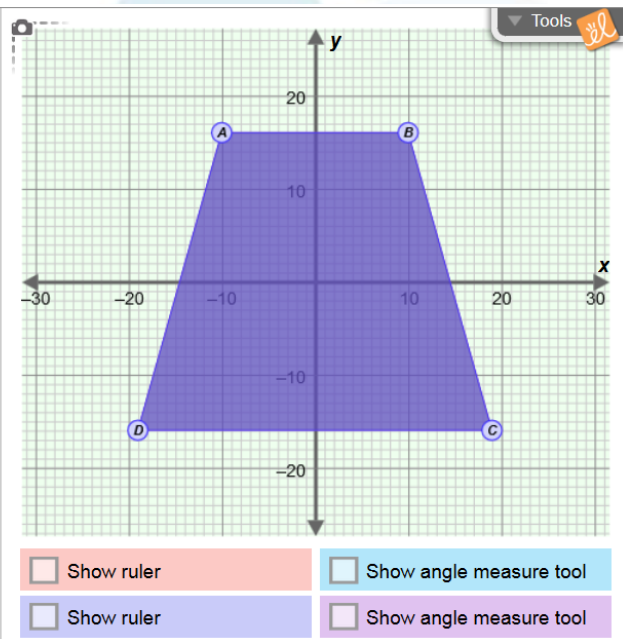 Tools
y
20
A
B
10
x
–30
–20
–10
10
20
30
–10
D
C
–20
Show ruler
Show angle measure tool
Show ruler
Show angle measure tool